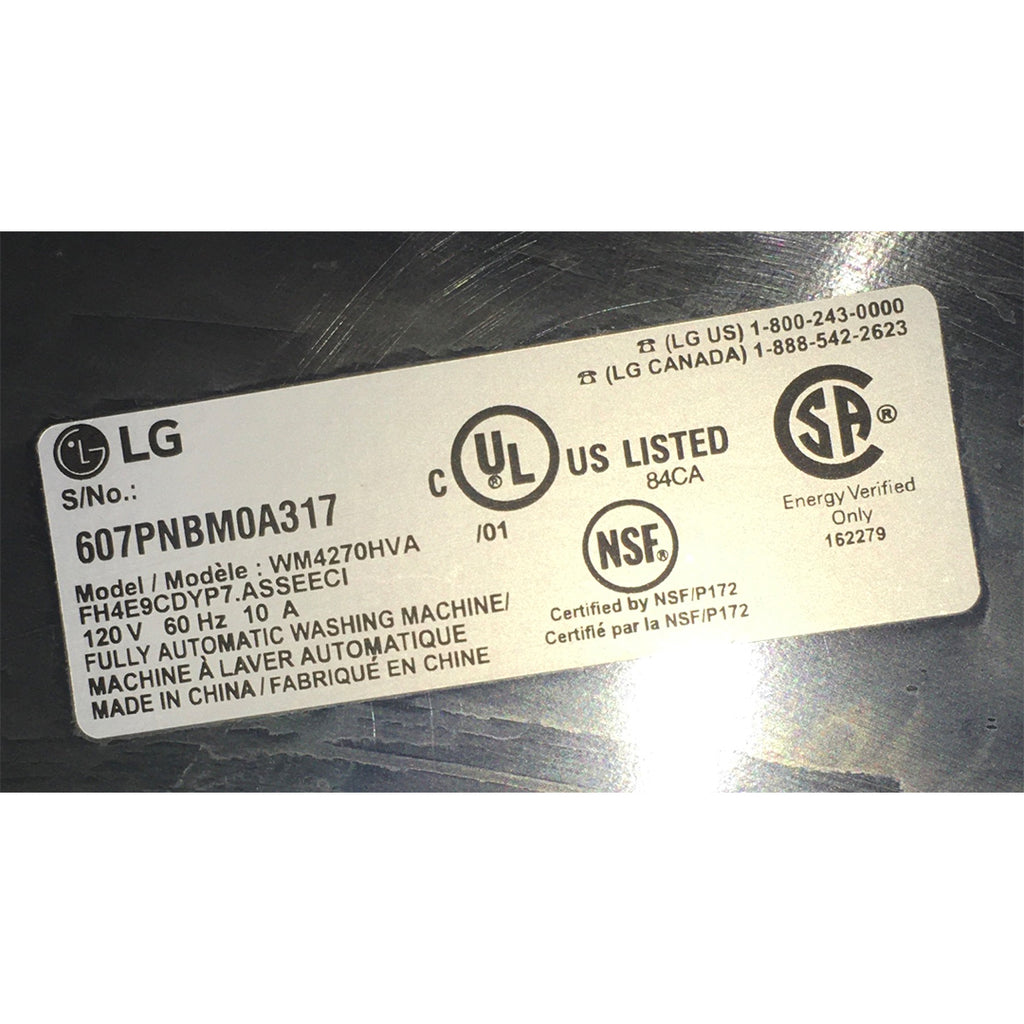 ☎ (LG US) 1-800-243-0000
☎ (LG CANADA) 1-888-542-2623
LG
S/No.:
607PNBM0A317
Model / Modèle : WM4270HVA
FH4E9CDYP7.ASSEECI
120 V 60 Hz 10 A
FULLY AUTOMATIC WASHING MACHINE/
MACHINE À LAVER AUTOMATIQUE
MADE IN CHINA / FABRIQUÉ EN CHINE
C UL® US LISTED
84CA
/01
NSF®
Certified by NSF/P172
Certifié par la NSF/P172
SA®
Energy Verified
Only
162279